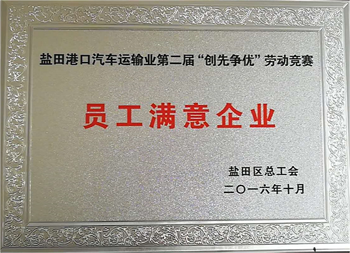 盐田港口汽车运输业第二届“创先争优”劳动竞赛
员工满意企业
盐田区总工会
二〇一六年十月